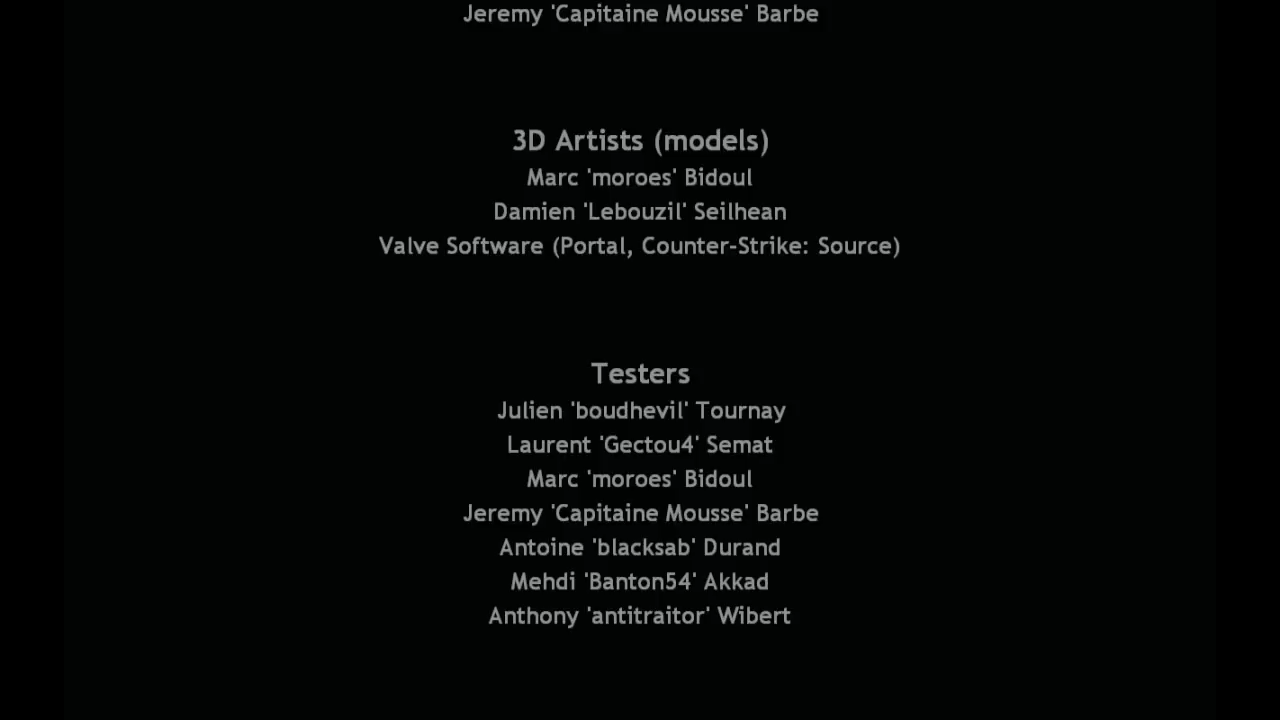 Jeremy 'Capitaine Mousse' Barbe
3D Artists (models)
Marc 'moroes' Bidoul
Damien 'Lebouzil' Seilhean
Valve Software (Portal, Counter-Strike: Source)
Testers
Julien 'boudhevil' Tournay
Laurent 'Gectou4' Semat
Marc 'moroes' Bidoul
Jeremy 'Capitaine Mousse' Barbe
Antoine 'blacksab' Durand
Mehdi 'Banton54' Akkad
Anthony 'antitraitor' Wibert